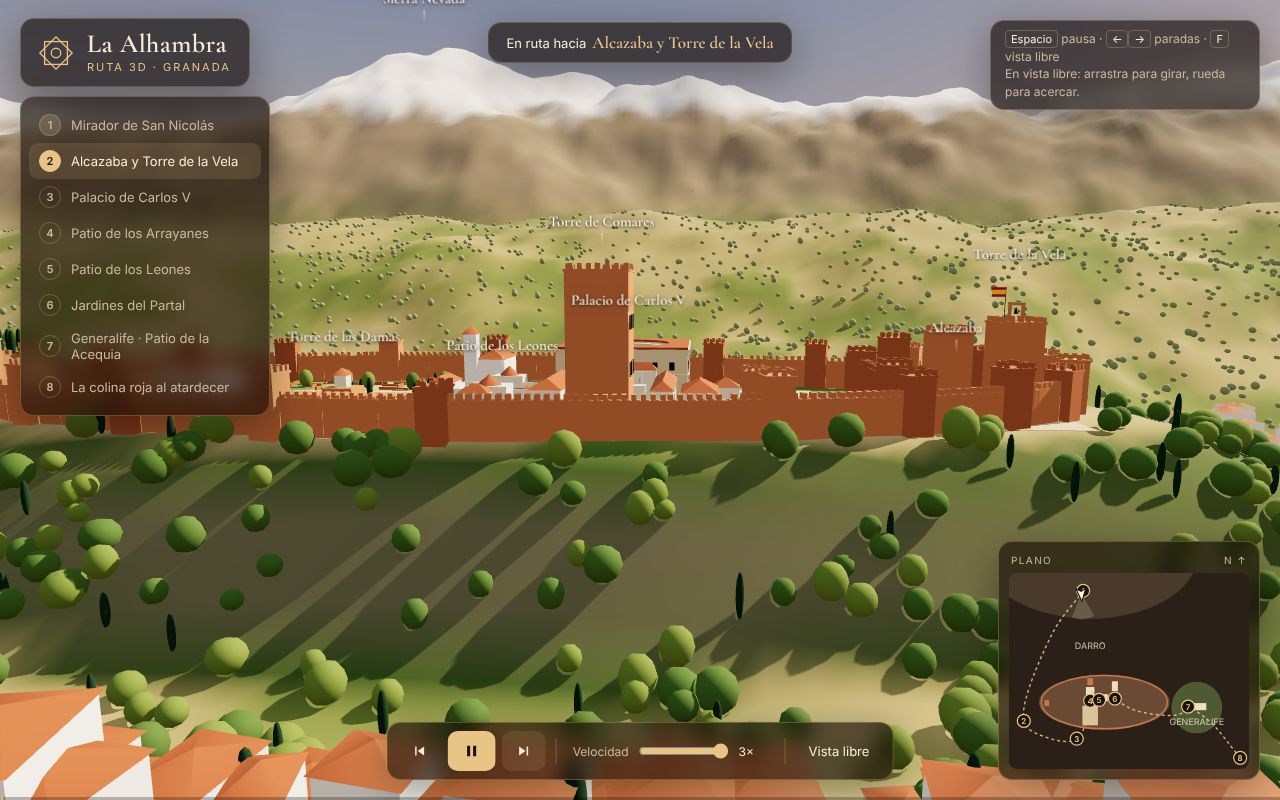 Sierra Nevada
La Alhambra
RUTA 3D · GRANADA
En ruta hacia Alcazaba y Torre de la Vela
Espacio pausa · ← → paradas · F
vista libre
En vista libre: arrastra para girar, rueda
para acercar.
1 Mirador de San Nicolás
2 Alcazaba y Torre de la Vela
3 Palacio de Carlos V
4 Patio de los Arrayanes
5 Patio de los Leones
6 Jardines del Partal
7 Generalife · Patio de la
Acequia
8 La colina roja al atardecer
Torre de Comares
Torre de la Vela
Palacio de Carlos V
Alcazaba
Torre de las Damas
Patio de los Leones
PLANO N ↑
DARRO
4 5 6
7
GENERALIFE
2
3
8
Velocidad 3× Vista libre